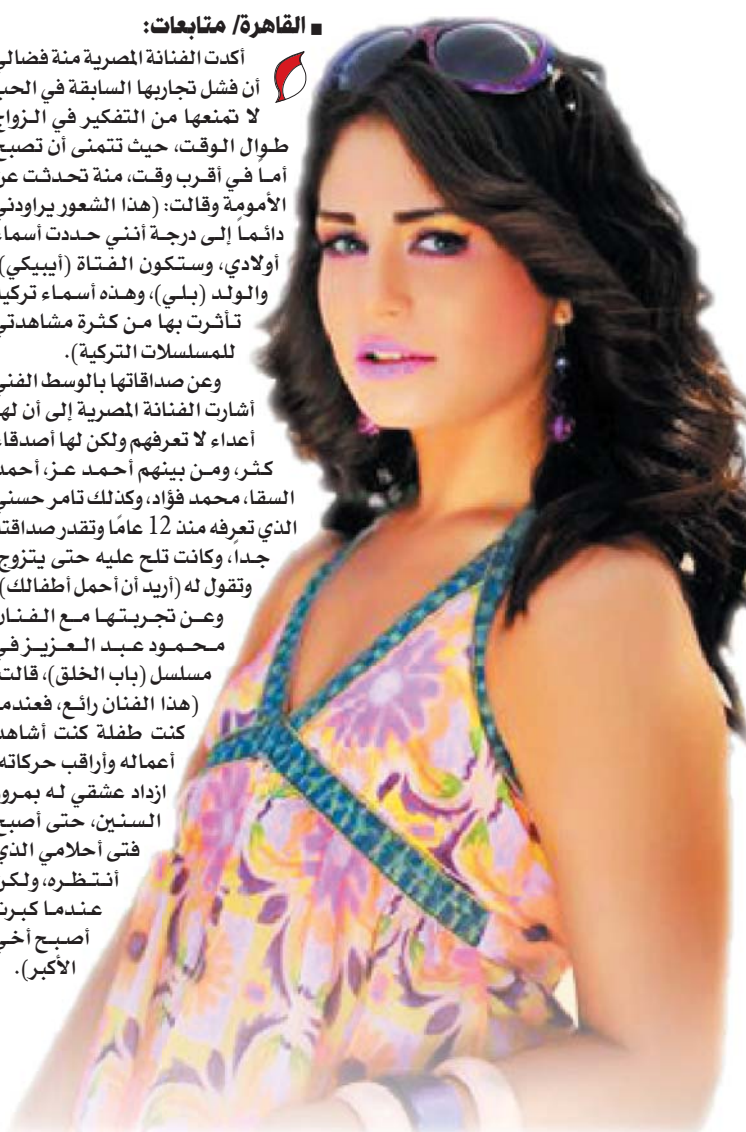 ■ القاهرة/ متابعات:
أكدت الفنانة المصرية منة فضالي
أن فشل تجاربها السابقة في الحب
لا تمنعها من التفكير في الزواج
طوال الوقت، حيث تتمنى أن تصبح
أماً في أقرب وقت، منة تحدثت عن
الأمومة وقالت: (هذا الشعور يراودني
دائماً إلى درجة أنني حددت أسماء
أولادي، وستكون الفتاة (أيبيكي)
والولد (بلي)، وهذه أسماء تركية
تأثرت بها من كثرة مشاهدتي
للمسلسلات التركية).
وعن صداقاتها بالوسط الفني
أشارت الفنانة المصرية إلى أن لها
أعداء لا تعرفهم ولكن لها أصدقاء
كثر، ومن بينهم أحمد عز، أحمد
السقا، محمد فؤاد، وكذلك تامر حسني
الذي تعرفه منذ 12 عامًا وتقدر صداقته
جداً، وكانت تلح عليه حتى يتزوج
وتقول له (أريد أن أحمل أطفالك)
وعن تجربتها مع الفنان
محمود عبد العزيز في
مسلسل (باب الخلق)، قالت
(هذا الفنان رائع، فعندما
كنت طفلة كنت أشاهد
أعماله وأراقب حركاته
ازداد عشقي له بمرور
السنين، حتى أصبح
فتى أحلامي الذي
أنتظره، ولكن
عندما كبرت
أصبح أخي
الأكبر).